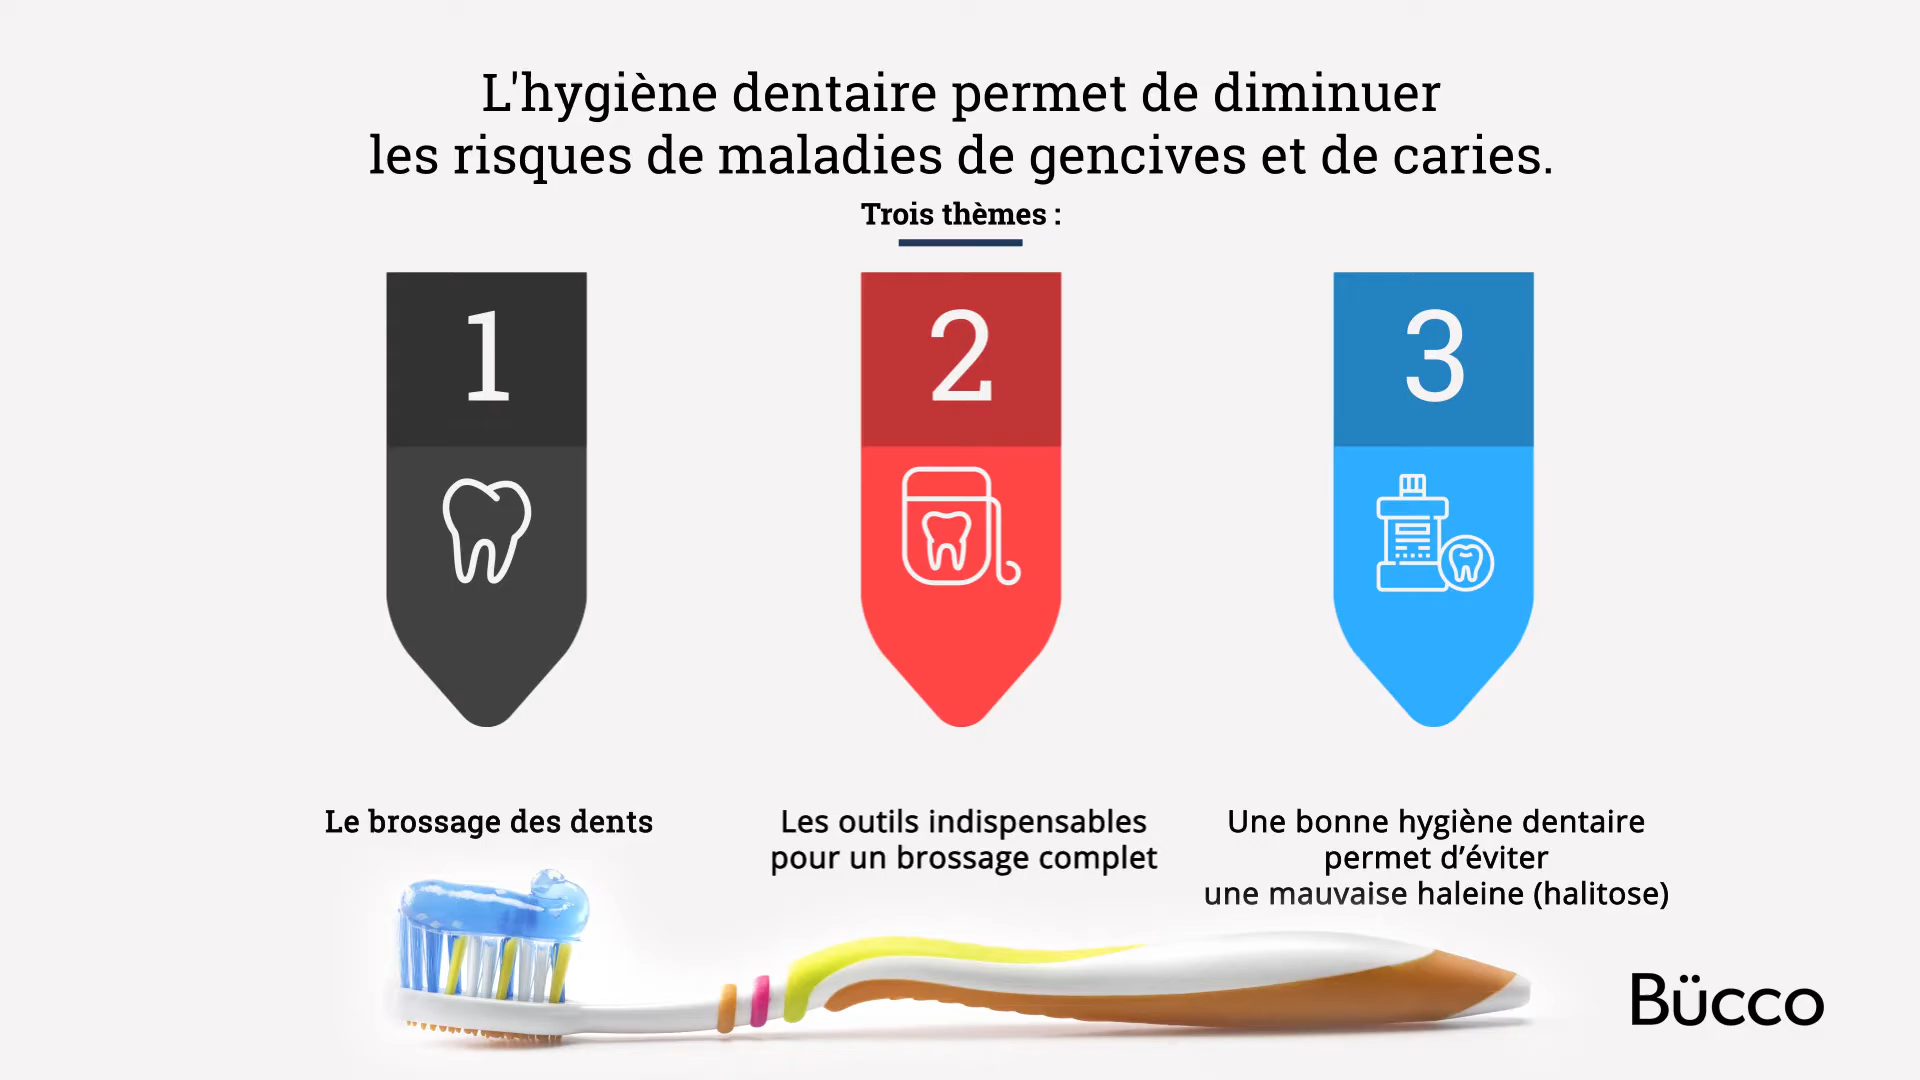 L'hygiène dentaire permet de diminuer
les risques de maladies de gencives et de caries.
Trois thèmes :
1
2
3
Le brossage des dents
Les outils indispensables
pour un brossage complet
Une bonne hygiène dentaire
permet d’éviter
une mauvaise haleine (halitose)
Bücco